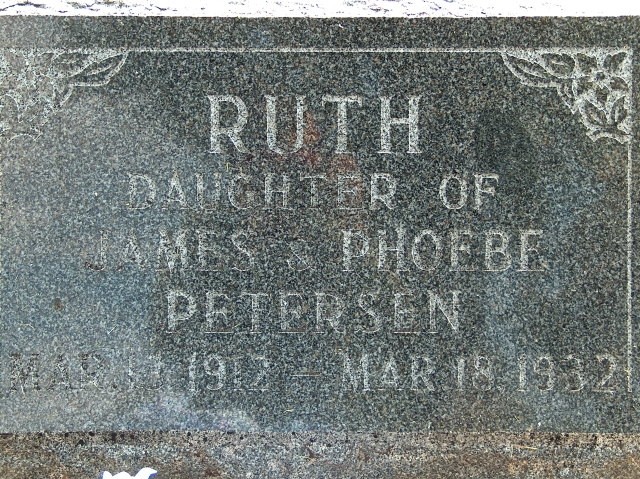 RUTH
DAUGHTER OF
JAMES & PHOEBE
PETERSEN
MAR. 13 1912 — MAR 18 1932